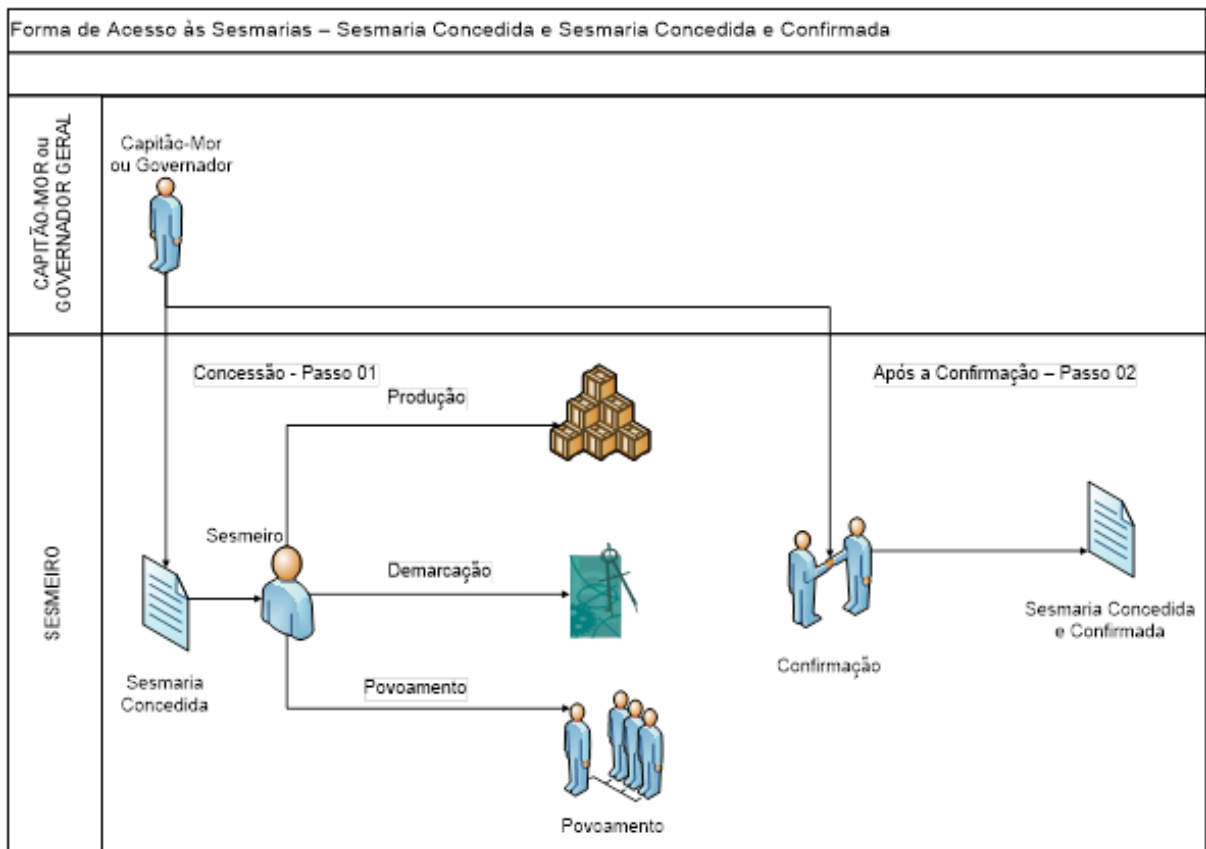 Forma de Acesso às Sesmarias – Sesmaria Concedida e Sesmaria Concedida e Confirmada
CAPITÃO-MOR ou
GOVERNADOR GERAL
Capitão-Mor
ou Governador
SESMEIRO
Concessão - Passo 01
Após a Confirmação – Passo 02
Produção
Sesmeiro
Demarcação
Sesmaria
Concedida
Povoamento
Povoamento
Confirmação
Sesmaria Concedida
e Confirmada